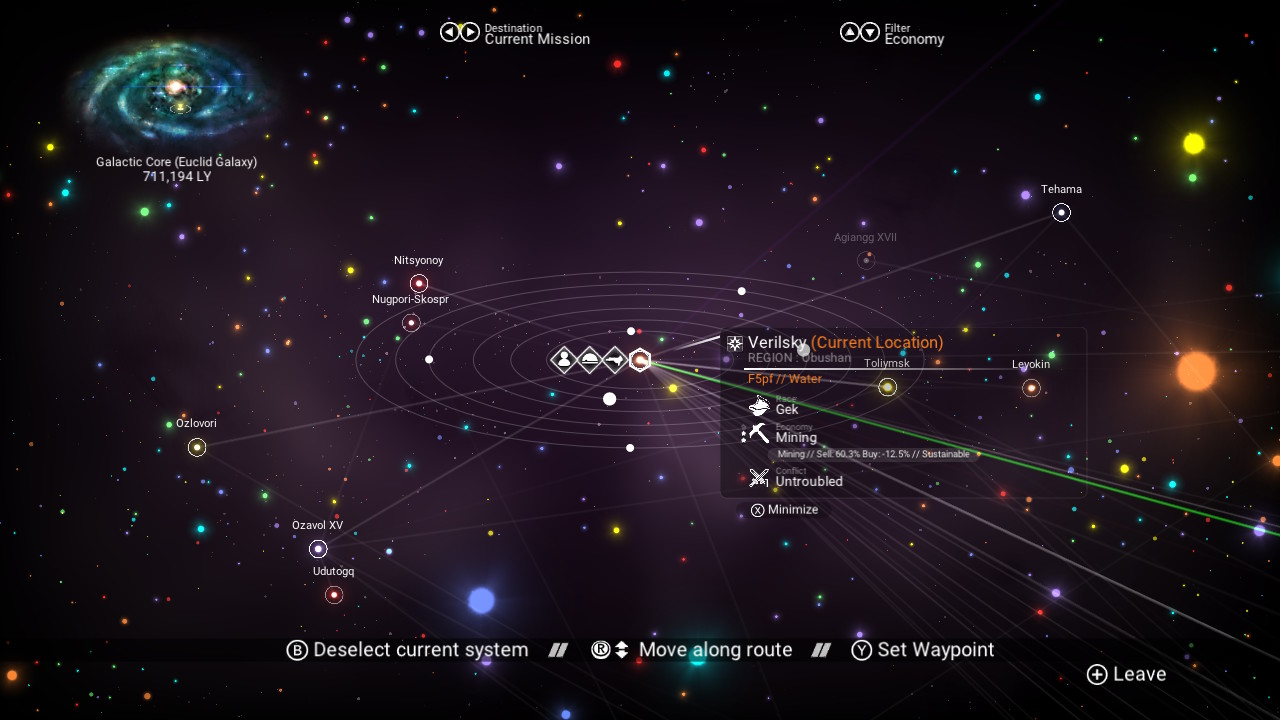 Destination
Current Mission
Filter
Economy
Galactic Core (Euclid Galaxy)
711,194 LY
Tehama
Agiangg XVII
Nitsyonoy
Nugpori-Skospr
Verilsky (Current Location)
REGION : Obushan
Toliymsk
Levokin
F5pf // Water
Race
Gek
Economy
Mining
Mining // Sell: 60.3% Buy: -12.5% // Sustainable
Conflict
Untroubled
X Minimize
Ozlovori
Ozavol XV
Udutogq
B Deselect current system // R Move along route // Y Set Waypoint
+ Leave